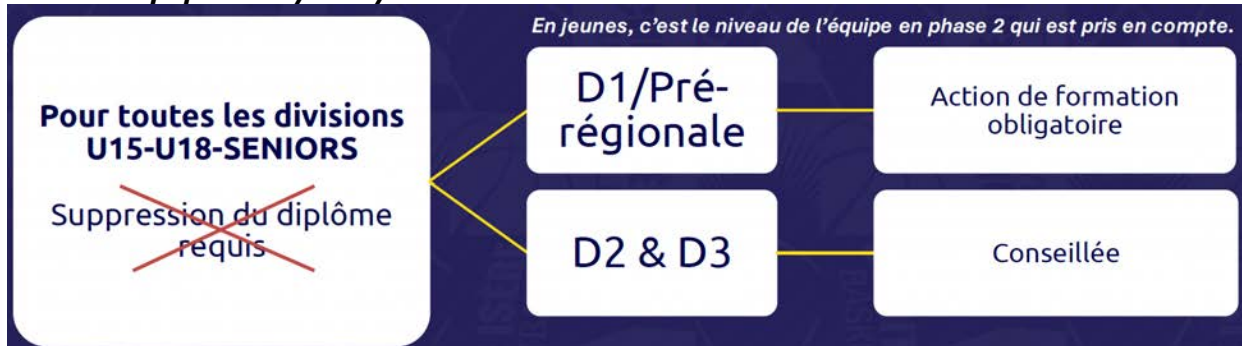 En jeunes, c’est le niveau de l’équipe en phase 2 qui est pris en compte.
Pour toutes les divisions
U15-U18-SENIORS
Suppression du diplôme
requis
D1/Pré-
régionale
Action de formation
obligatoire
D2 & D3
Conseillée